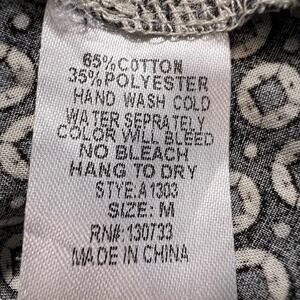 65% COTTON
35% POLYESTER
HAND WASH COLD
WATER SEPRATELY
COLOR WILL BLEED
NO BLEACH
HANG TO DRY
STYE.A 1303
SIZE: M
RN#: 130733
MADE IN CHINA